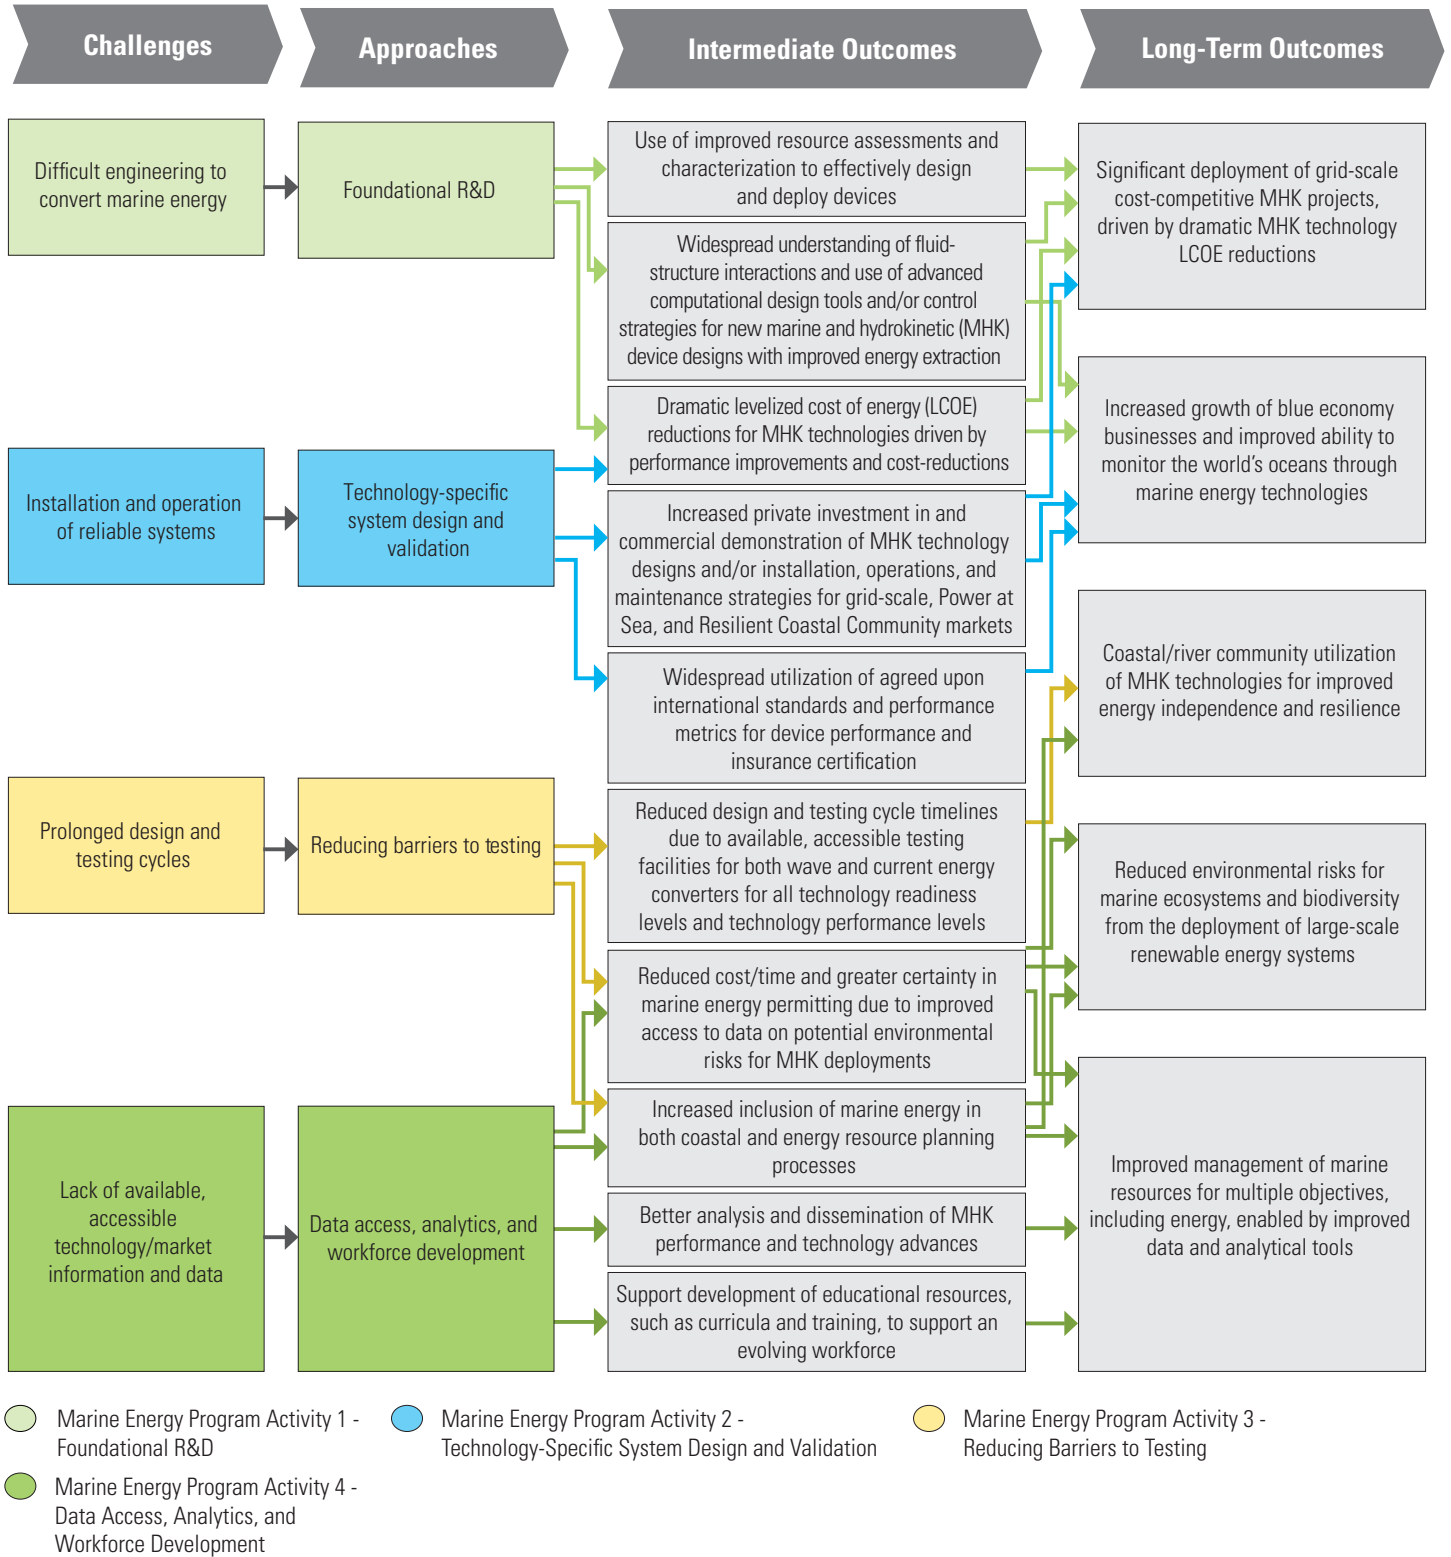 Challenges
Approaches
Intermediate Outcomes
Long-Term Outcomes
Difficult engineering to
convert marine energy
Foundational R&D
Use of improved resource assessments and
characterization to effectively design
and deploy devices
Widespread understanding of fluid-
structure interactions and use of advanced
computational design tools and/or control
strategies for new marine and hydrokinetic (MHK)
device designs with improved energy extraction
Dramatic levelized cost of energy (LCOE)
reductions for MHK technologies driven by
performance improvements and cost-reductions
Significant deployment of grid-scale
cost-competitive MHK projects,
driven by dramatic MHK technology
LCOE reductions
Increased growth of blue economy
businesses and improved ability to
monitor the world's oceans through
marine energy technologies
Installation and operation
of reliable systems
Technology-specific
system design and
validation
Increased private investment in and
commercial demonstration of MHK technology
designs and/or installation, operations, and
maintenance strategies for grid-scale, Power at
Sea, and Resilient Coastal Community markets
Widespread utilization of agreed upon
international standards and performance
metrics for device performance and
insurance certification
Coastal/river community utilization
of MHK technologies for improved
energy independence and resilience
Prolonged design and
testing cycles
Reducing barriers to testing
Reduced design and testing cycle timelines
due to available, accessible testing
facilities for both wave and current energy
converters for all technology readiness
levels and technology performance levels
Reduced cost/time and greater certainty in
marine energy permitting due to improved
access to data on potential environmental
risks for MHK deployments
Reduced environmental risks for
marine ecosystems and biodiversity
from the deployment of large-scale
renewable energy systems
Lack of available,
accessible
technology/market
information and data
Data access, analytics, and
workforce development
Increased inclusion of marine energy in
both coastal and energy resource planning
processes
Better analysis and dissemination of MHK
performance and technology advances
Support development of educational resources,
such as curricula and training, to support an
evolving workforce
Improved management of marine
resources for multiple objectives,
including energy, enabled by improved
data and analytical tools
Marine Energy Program Activity 1 -
Foundational R&D
Marine Energy Program Activity 2 -
Technology-Specific System Design and Validation
Marine Energy Program Activity 3 -
Reducing Barriers to Testing
Marine Energy Program Activity 4 -
Data Access, Analytics, and
Workforce Development